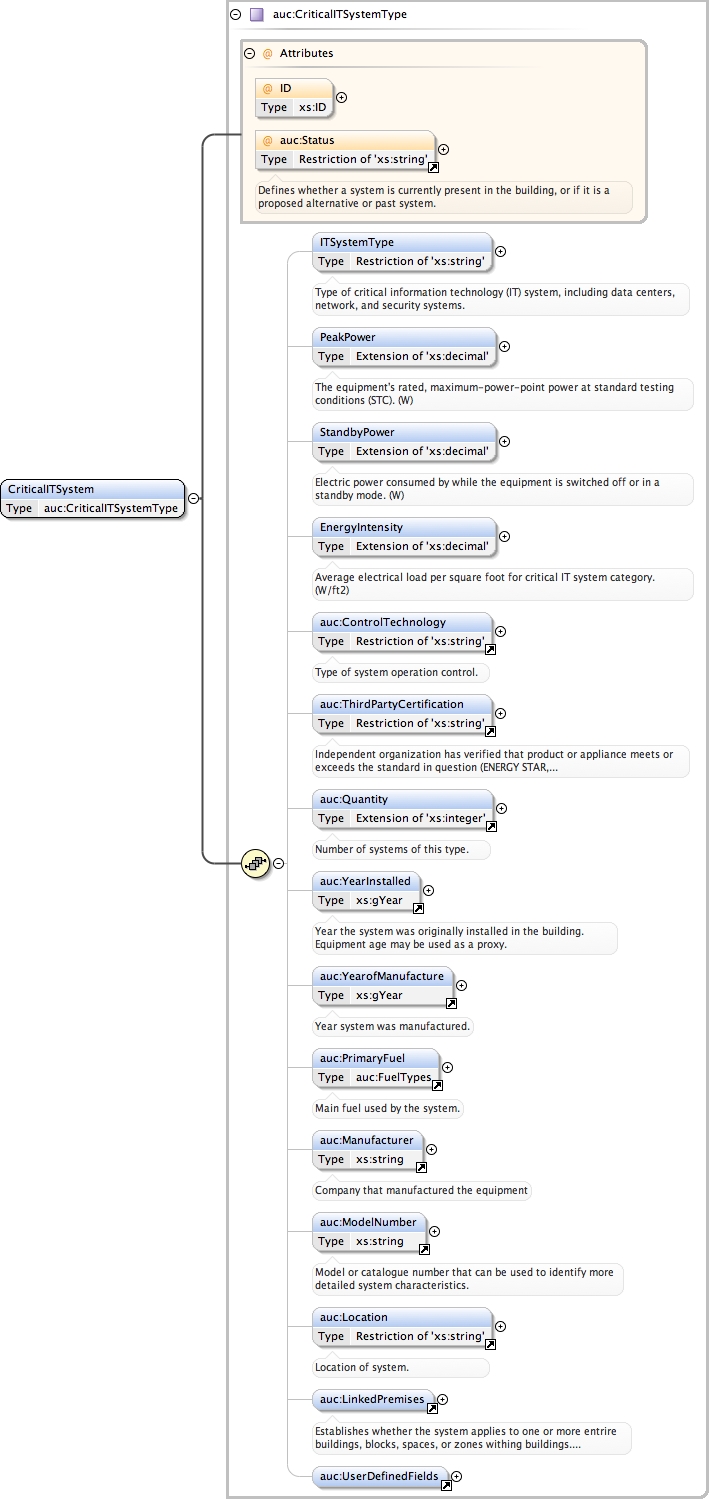 auc:CriticalITSystemType
@ Attributes
@ ID
Type xs:ID
@ auc:Status
Type Restriction of 'xs:string'
Defines whether a system is currently present in the building, or if it is a
proposed alternative or past system.
ITSystemType
Type Restriction of 'xs:string'
Type of critical information technology (IT) system, including data centers,
network, and security systems.
PeakPower
Type Extension of 'xs:decimal'
The equipment's rated, maximum-power-point power at standard testing
conditions (STC). (W)
StandbyPower
Type Extension of 'xs:decimal'
Electric power consumed by while the equipment is switched off or in a
standby mode. (W)
CriticalITSystem
Type auc:CriticalITSystemType
EnergyIntensity
Type Extension of 'xs:decimal'
Average electrical load per square foot for critical IT system category.
(W/ft2)
auc:ControlTechnology
Type Restriction of 'xs:string'
Type of system operation control.
auc:ThirdPartyCertification
Type Restriction of 'xs:string'
Independent organization has verified that product or appliance meets or
exceeds the standard in question (ENERGY STAR,...
auc:Quantity
Type Extension of 'xs:integer'
Number of systems of this type.
auc:YearInstalled
Type xs:gYear
Year the system was originally installed in the building.
Equipment age may be used as a proxy.
auc:YearofManufacture
Type xs:gYear
Year system was manufactured.
auc:PrimaryFuel
Type auc:FuelTypes
Main fuel used by the system.
auc:Manufacturer
Type xs:string
Company that manufactured the equipment
auc:ModelNumber
Type xs:string
Model or catalogue number that can be used to identify more
detailed system characteristics.
auc:Location
Type Restriction of 'xs:string'
Location of system.
auc:LinkedPremises
Establishes whether the system applies to one or more entrire
buildings, blocks, spaces, or zones withing buildings....
auc:UserDefinedFields